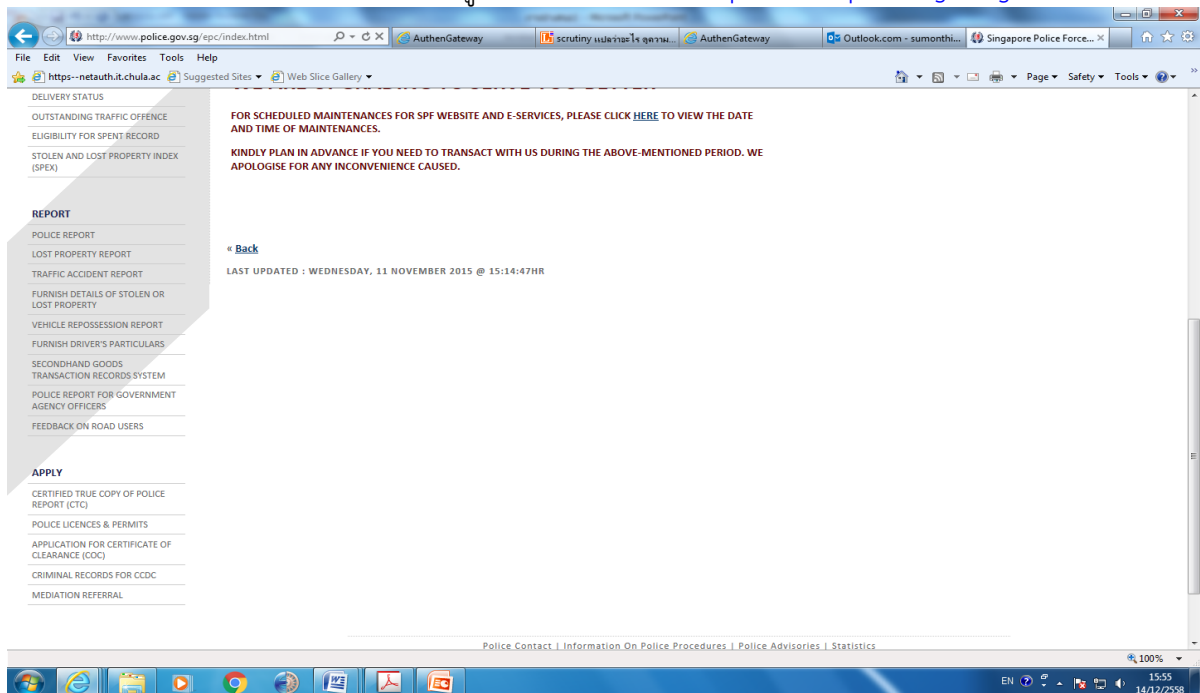 http://www.police.gov.sg/epc/index.html
AuthenGateway
scrutiny แปลว่าอะไร ดูความ...
AuthenGateway
Outlook.com - sumonthi...
Singapore Police Force...
File Edit View Favorites Tools Help
https--netauth.it.chula.ac Suggested Sites Web Slice Gallery
Page Safety Tools
DELIVERY STATUS
OUTSTANDING TRAFFIC OFFENCE
ELIGIBILITY FOR SPENT RECORD
STOLEN AND LOST PROPERTY INDEX
(SPEX)
FOR SCHEDULED MAINTENANCES FOR SPF WEBSITE AND E-SERVICES, PLEASE CLICK HERE TO VIEW THE DATE
AND TIME OF MAINTENANCES.
KINDLY PLAN IN ADVANCE IF YOU NEED TO TRANSACT WITH US DURING THE ABOVE-MENTIONED PERIOD. WE
APOLOGISE FOR ANY INCONVENIENCE CAUSED.
« Back
LAST UPDATED : WEDNESDAY, 11 NOVEMBER 2015 @ 15:14:47HR
REPORT
POLICE REPORT
LOST PROPERTY REPORT
TRAFFIC ACCIDENT REPORT
FURNISH DETAILS OF STOLEN OR
LOST PROPERTY
VEHICLE REPOSSESSION REPORT
FURNISH DRIVER'S PARTICULARS
SECONDHAND GOODS
TRANSACTION RECORDS SYSTEM
POLICE REPORT FOR GOVERNMENT
AGENCY OFFICERS
FEEDBACK ON ROAD USERS
APPLY
CERTIFIED TRUE COPY OF POLICE
REPORT (CTC)
POLICE LICENCES & PERMITS
APPLICATION FOR CERTIFICATE OF
CLEARANCE (COC)
CRIMINAL RECORDS FOR CCDC
MEDIATION REFERRAL
Police Contact | Information On Police Procedures | Police Advisories | Statistics
100%
EN
15:55
14/12/2558